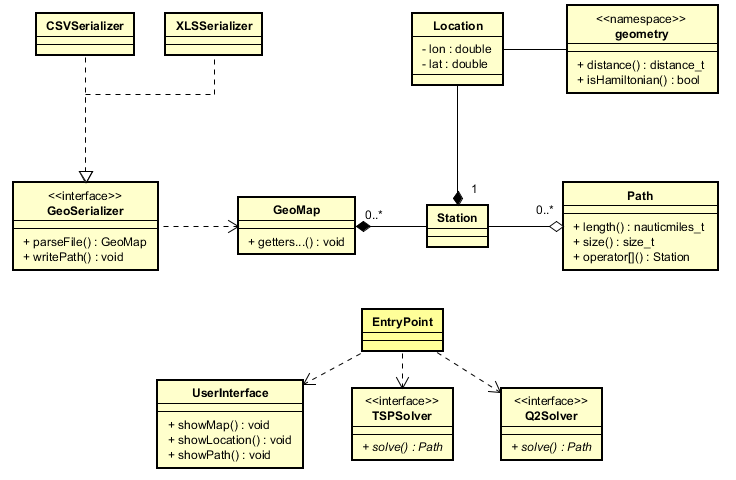 CSVSerializer
XLSSerializer
Location
- lon : double
- lat : double
<<namespace>>
geometry
+ distance() : distance_t
+ isHamiltonian() : bool
<<interface>>
GeoSerializer
+ parseFile() : GeoMap
+ writePath() : void
GeoMap
+ getters...() : void
0..*
1
Station
0..*
Path
+ length() : nauticmiles_t
+ size() : size_t
+ operator[]() : Station
EntryPoint
UserInterface
+ showMap() : void
+ showLocation() : void
+ showPath() : void
<<interface>>
TSPSolver
+ solve() : Path
<<interface>>
Q2Solver
+ solve() : Path